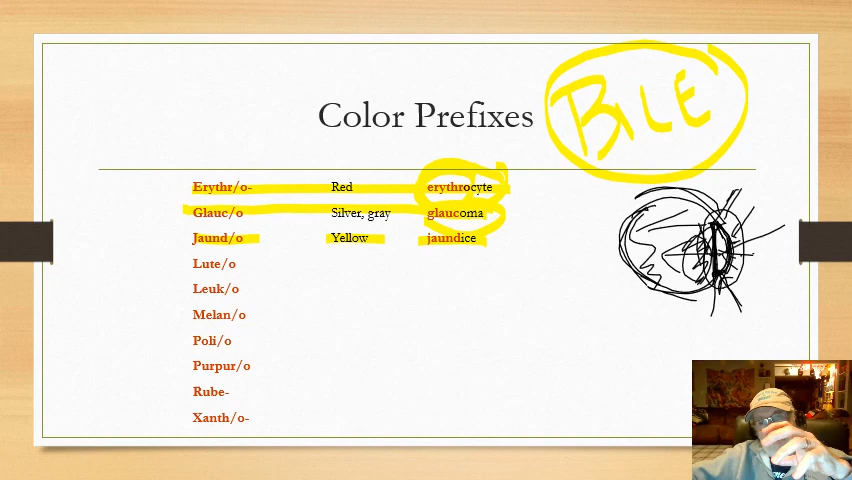 Color Prefixes
BILE
Erythr/o- Red erythrocyte
Glauc/o Silver, gray glaucoma
Jaund/o Yellow jaundice
Lute/o
Leuk/o
Melan/o
Poli/o
Purpur/o
Rube-
Xanth/o-